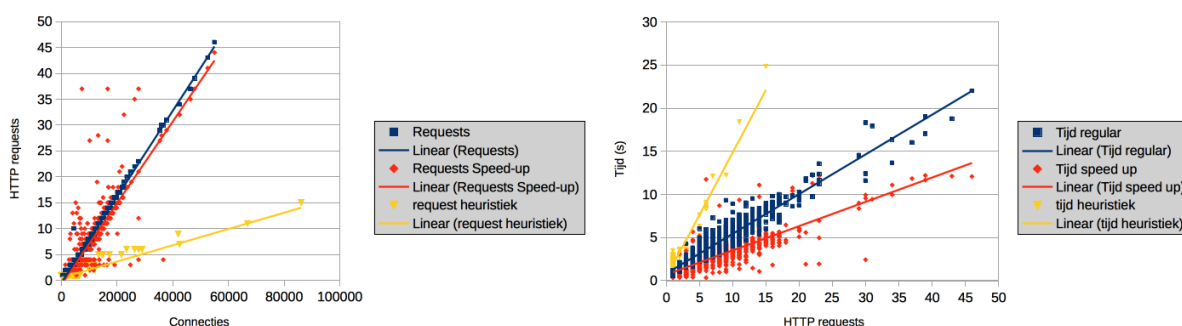 50
45
40
35
30
25
20
15
10
5
0
HTTP requests
0 20000 40000 60000 80000 100000
Connecties
Requests
Linear (Requests)
Requests Speed-up
Linear (Requests Speed-up)
request heuristiek
Linear (request heuristiek)
30
25
20
15
10
5
0
Tijd (s)
0 5 10 15 20 25 30 35 40 45 50
HTTP requests
Tijd regular
Linear (Tijd regular)
Tijd speed up
Linear (Tijd speed up)
tijd heuristiek
Linear (tijd heuristiek)